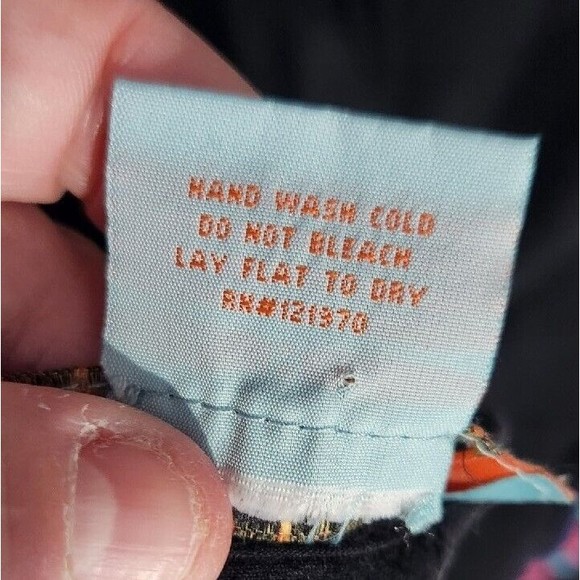 HAND WASH COLD
DO NOT BLEACH
LAY FLAT TO DRY
RN#121970